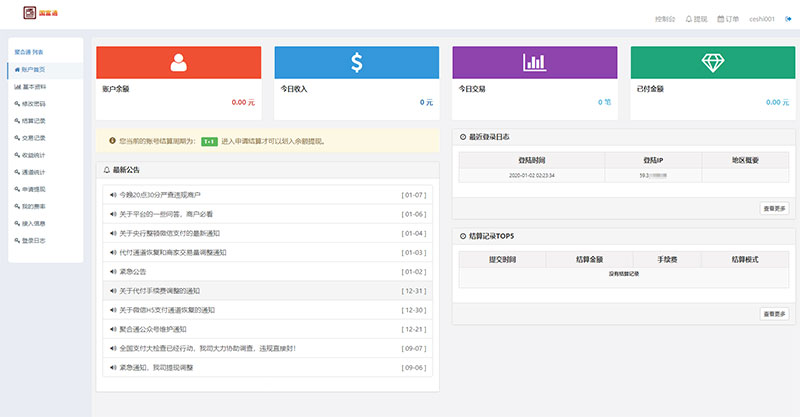 国富通
控制台 提现 订单 ceshi001
聚合通 列表
账户首页
基本资料
修改密码
结算记录
交易记录
收益统计
通道统计
申请提现
我的费率
接入信息
登录日志
账户余额
0.00 元
今日收入
0 元
今日交易
0 笔
已付金额
0.00 元
您当前的账号结算周期为： T+1 进入申请结算才可以划入余额提现。
最新公告
今晚20点30分严查违规商户 [ 01-07 ]
关于平台的一些问答，商户必看 [ 01-06 ]
关于央行整顿微信支付的最新通知 [ 01-04 ]
代付通道恢复和商家交易量调整通知 [ 01-03 ]
紧急公告 [ 01-02 ]
关于代付手续费调整的通知 [ 12-31 ]
关于微信H5支付通道恢复的通知 [ 12-30 ]
聚合通公众号维护通知 [ 12-21 ]
全国支付大检查已经行动，我司大力协助调查，违规直接封！ [ 09-07 ]
紧急通知，我司提现调整 [ 09-06 ]
最近登录日志
登陆时间 登陆IP 地区概要
2020-01-02 02:23:34 59.3
查看更多
结算记录TOP5
提交时间 结算金额 手续费 结算模式
没有结算记录
查看更多